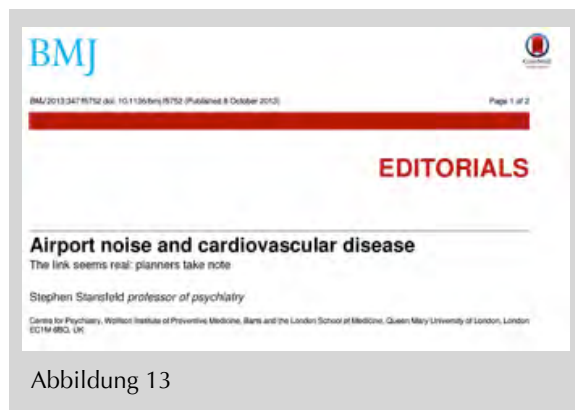 BMJ
BMJ 2013;347:f5752 doi: 10.1136/bmj.f5752 (Published 8 October 2013)
Page 1 of 2
EDITORIALS
Airport noise and cardiovascular disease
The link seems real: planners take note
Stephen Stansfeld professor of psychiatry
Centre for Psychiatry, Wolfson Institute of Preventive Medicine, Barts and the London School of Medicine, Queen Mary University of London, London
EC1M 6BQ, UK
Abbildung 13